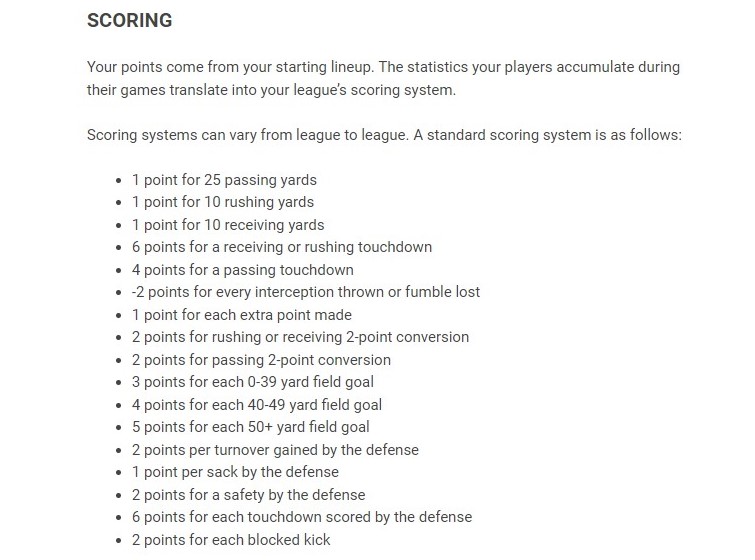 SCORING
Your points come from your starting lineup. The statistics your players accumulate during
their games translate into your league’s scoring system.
Scoring systems can vary from league to league. A standard scoring system is as follows:
• 1 point for 25 passing yards
• 1 point for 10 rushing yards
• 1 point for 10 receiving yards
• 6 points for a receiving or rushing touchdown
• 4 points for a passing touchdown
• -2 points for every interception thrown or fumble lost
• 1 point for each extra point made
• 2 points for rushing or receiving 2-point conversion
• 2 points for passing 2-point conversion
• 3 points for each 0-39 yard field goal
• 4 points for each 40-49 yard field goal
• 5 points for each 50+ yard field goal
• 2 points per turnover gained by the defense
• 1 point per sack by the defense
• 2 points for a safety by the defense
• 6 points for each touchdown scored by the defense
• 2 points for each blocked kick